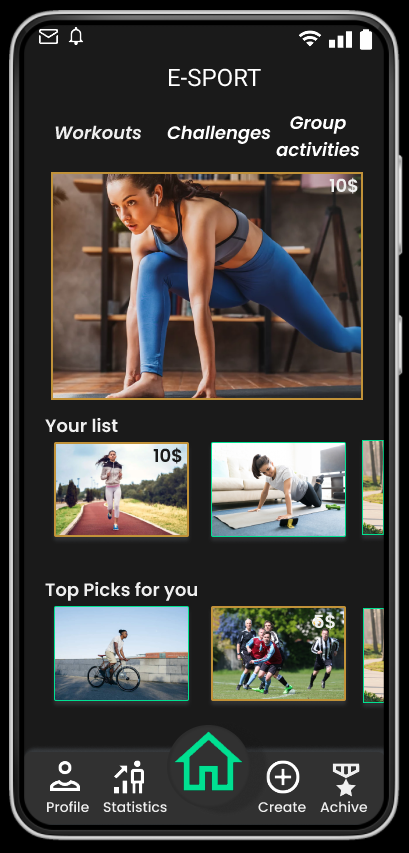 E-SPORT
Workouts
Challenges
Group
activities
10$
Your list
10$
Top Picks for you
5$
Profile
Statistics
Create
Achive